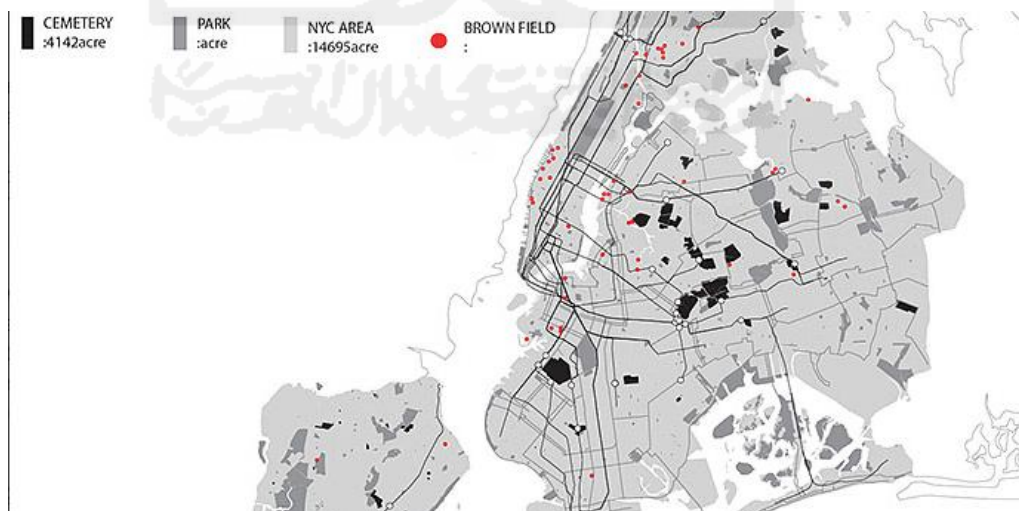 CEMETERY
:4142acre
PARK
:acre
NYC AREA
:14695acre
BROWN FIELD
: